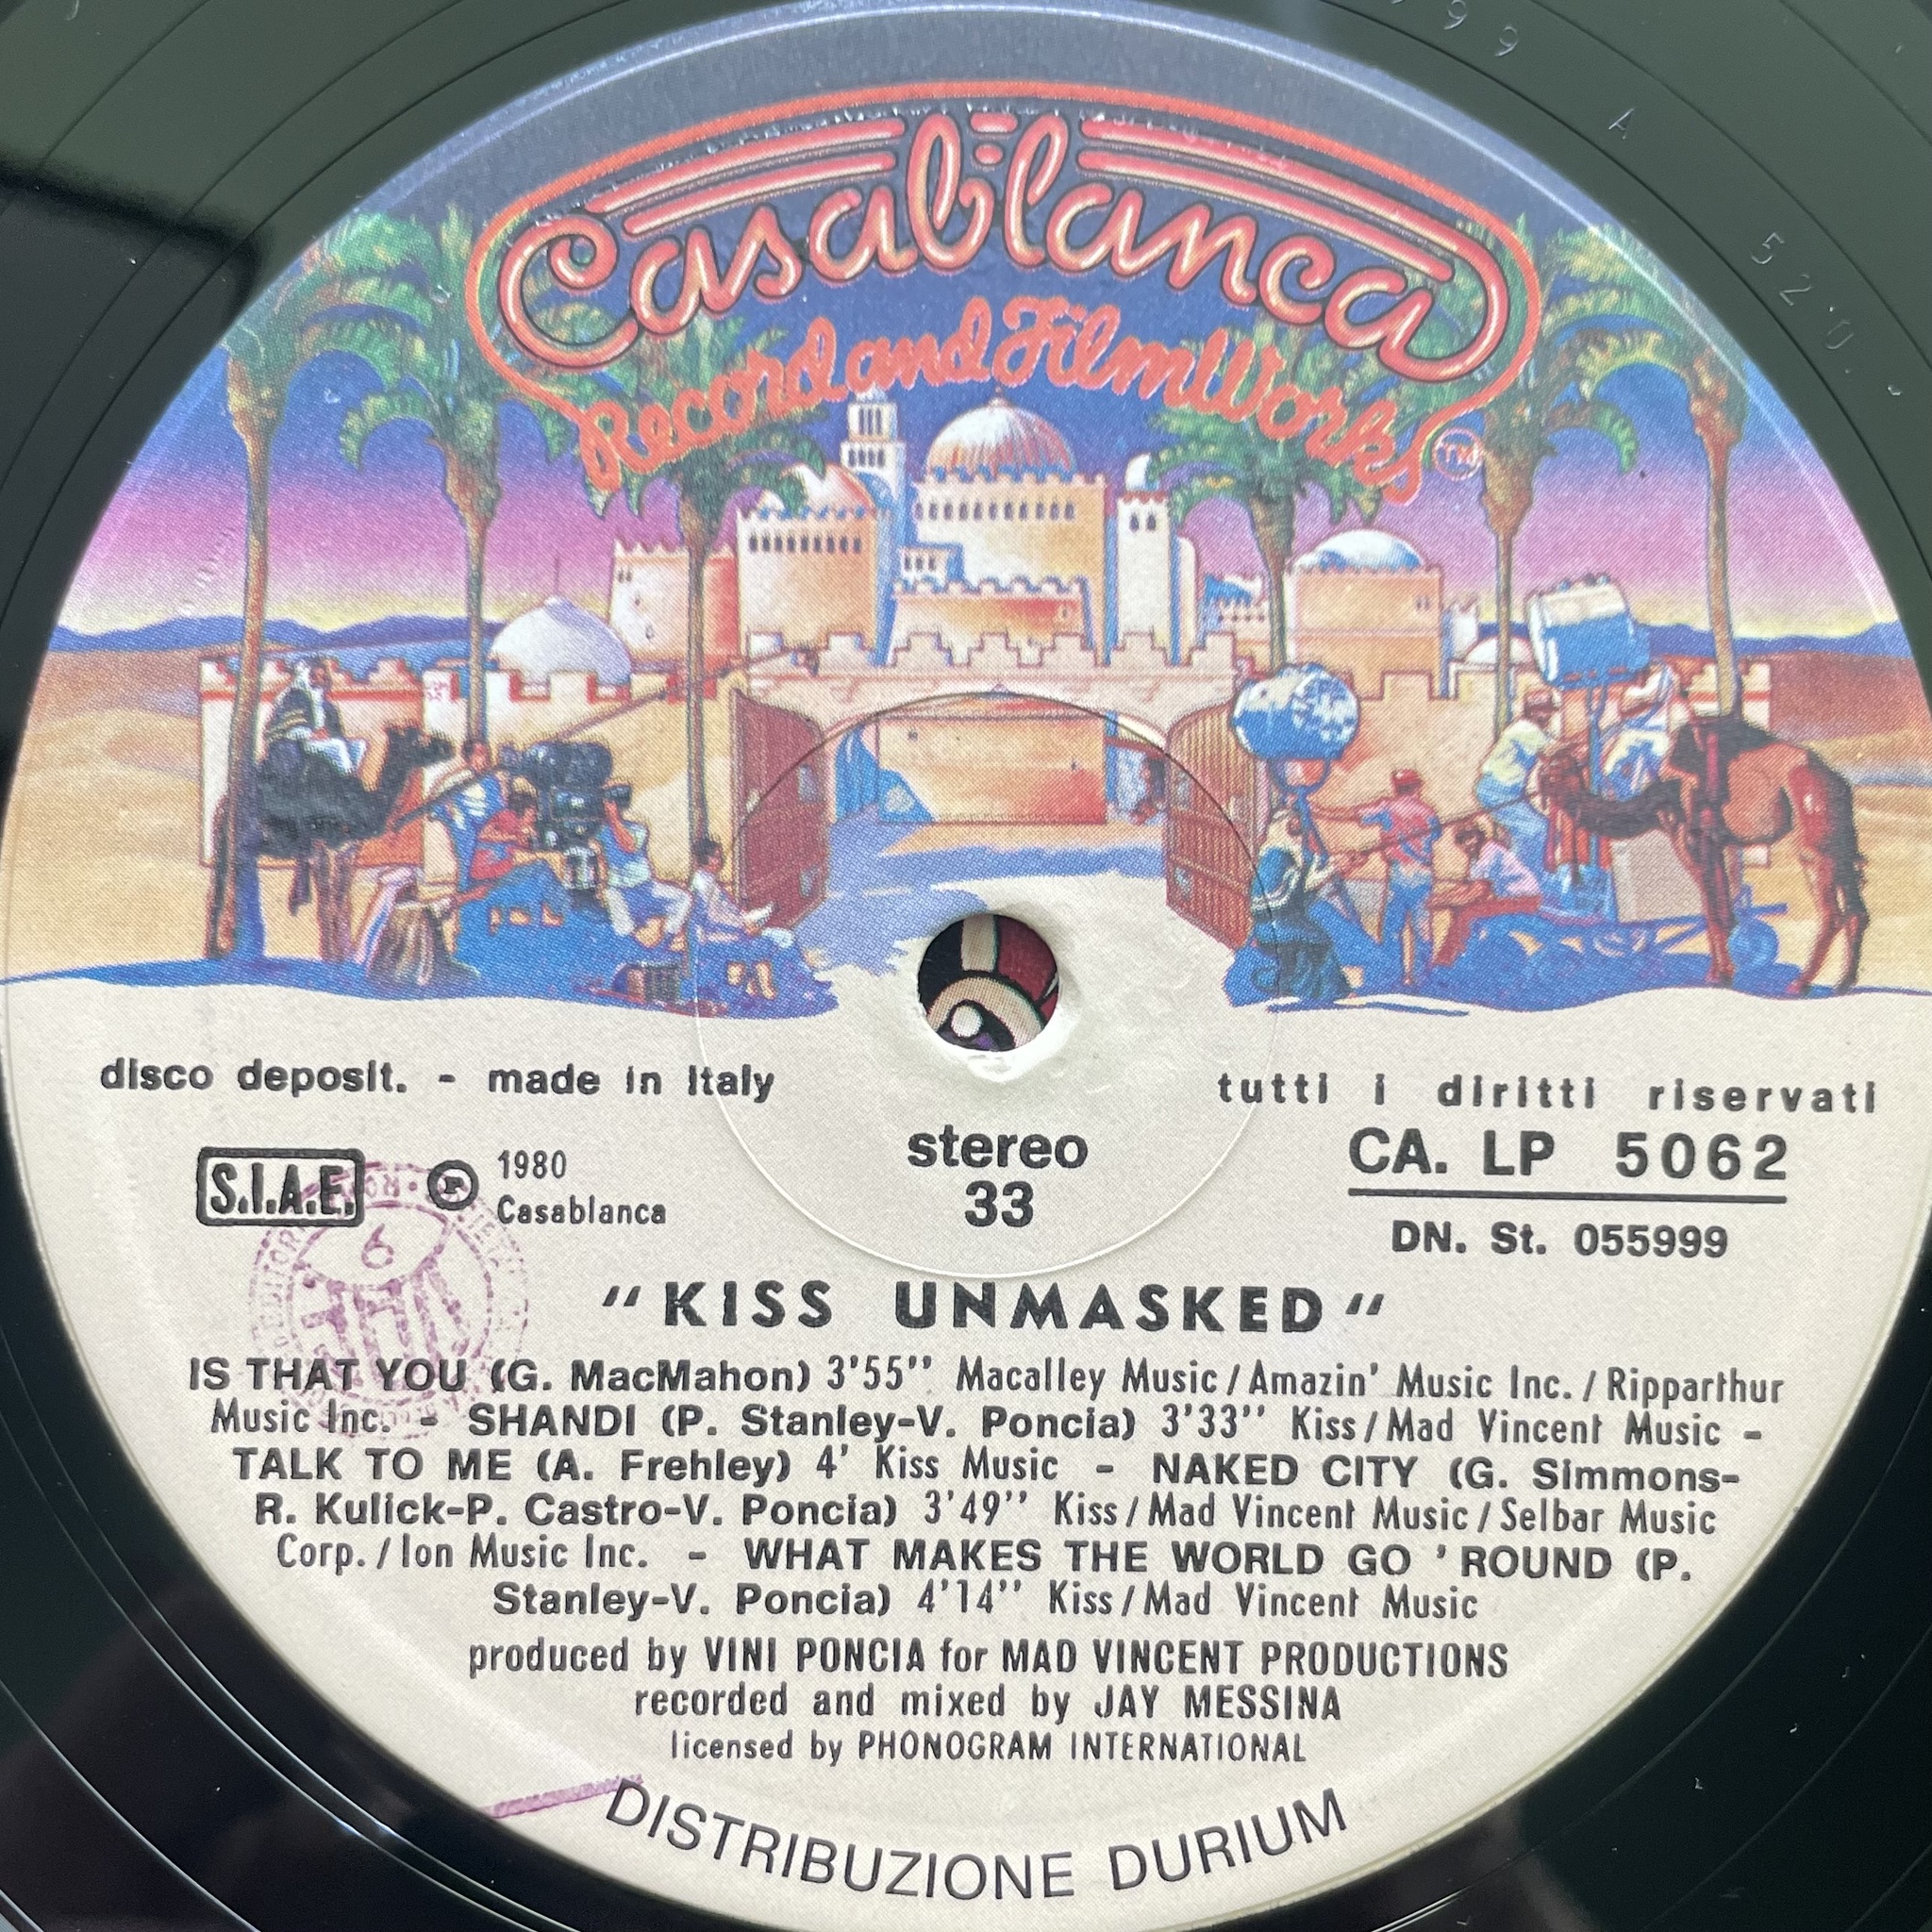 Casablanca
Record and FilmWorks
TM
disco deposit. - made in Italy
tutti i diritti riservati
S.I.A.E.
P 1980
Casablanca
stereo
33
CA. LP 5062
DN. St. 055999
"KISS UNMASKED"
IS THAT YOU (G. MacMahon) 3'55'' Macalley Music/Amazin' Music Inc./Ripparthur
Music Inc. - SHANDI (P. Stanley-V. Poncia) 3'33'' Kiss/Mad Vincent Music -
TALK TO ME (A. Frehley) 4' Kiss Music - NAKED CITY (G. Simmons-
R. Kulick-P. Castro-V. Poncia) 3'49'' Kiss/Mad Vincent Music/Selbar Music
Corp./Ion Music Inc. - WHAT MAKES THE WORLD GO 'ROUND (P.
Stanley-V. Poncia) 4'14'' Kiss/Mad Vincent Music
produced by VINI PONCIA for MAD VINCENT PRODUCTIONS
recorded and mixed by JAY MESSINA
licensed by PHONOGRAM INTERNATIONAL
DISTRIBUZIONE DURIUM